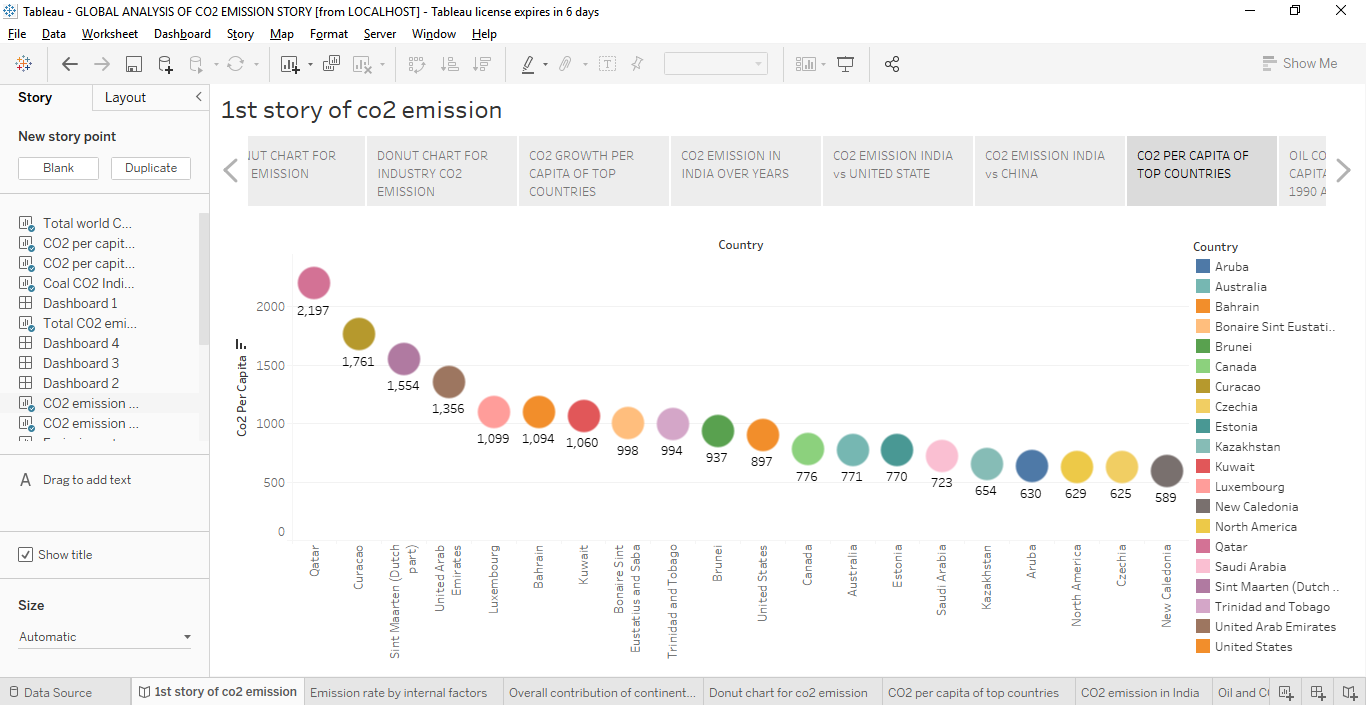 Tableau - GLOBAL ANALYSIS OF CO2 EMISSION STORY [from LOCALHOST] - Tableau license expires in 6 days
File Data Worksheet Dashboard Story Map Format Server Window Help
Show Me
Story Layout
New story point
Blank Duplicate
Total world C...
CO2 per capit...
CO2 per capit...
Coal CO2 Indi...
Dashboard 1
Total CO2 emi...
Dashboard 4
Dashboard 3
Dashboard 2
CO2 emission ...
CO2 emission ...
A Drag to add text
Show title
Size
Automatic
1st story of co2 emission
NUT CHART FOR
EMISSION
DONUT CHART FOR
INDUSTRY CO2
EMISSION
CO2 GROWTH PER
CAPITA OF TOP
COUNTRIES
CO2 EMISSION IN
INDIA OVER YEARS
CO2 EMISSION INDIA
vs UNITED STATE
CO2 EMISSION INDIA
vs CHINA
CO2 PER CAPITA OF
TOP COUNTRIES
OIL CO
CAPITA
1990 A
Country
Co2 Per Capita
2000
1500
1000
500
0
2,197
1,761
1,554
1,356
1,099
1,094
1,060
998
994
937
897
776
771
770
723
654
630
629
625
589
Qatar
Curacao
Sint Maarten (Dutch
part)
United Arab
Emirates
Luxembourg
Bahrain
Kuwait
Bonaire Sint
Eustatius and Saba
Trinidad and Tobago
Brunei
United States
Canada
Australia
Estonia
Saudi Arabia
Kazakhstan
Aruba
North America
Czechia
New Caledonia
Country
Aruba
Australia
Bahrain
Bonaire Sint Eustati..
Brunei
Canada
Curacao
Czechia
Estonia
Kazakhstan
Kuwait
Luxembourg
New Caledonia
North America
Qatar
Saudi Arabia
Sint Maarten (Dutch ..
Trinidad and Tobago
United Arab Emirates
United States
Data Source 1st story of co2 emission Emission rate by internal factors Overall contribution of continent... Donut chart for co2 emission CO2 per capita of top countries CO2 emission in India Oil and C